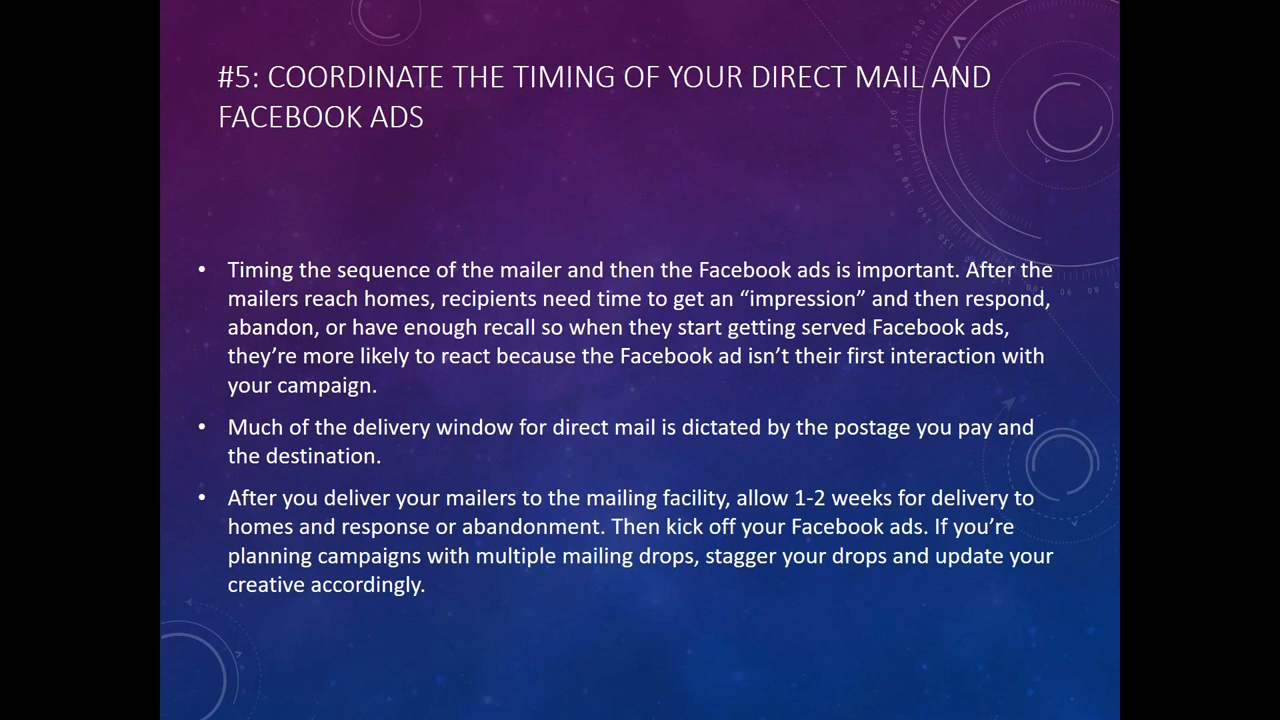 #5: COORDINATE THE TIMING OF YOUR DIRECT MAIL AND
FACEBOOK ADS
• Timing the sequence of the mailer and then the Facebook ads is important. After the
mailers reach homes, recipients need time to get an “impression” and then respond,
abandon, or have enough recall so when they start getting served Facebook ads,
they’re more likely to react because the Facebook ad isn’t their first interaction with
your campaign.
• Much of the delivery window for direct mail is dictated by the postage you pay and
the destination.
• After you deliver your mailers to the mailing facility, allow 1-2 weeks for delivery to
homes and response or abandonment. Then kick off your Facebook ads. If you’re
planning campaigns with multiple mailing drops, stagger your drops and update your
creative accordingly.